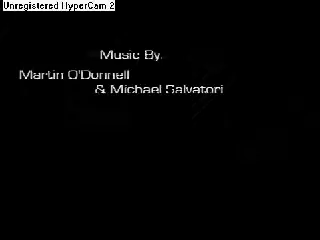 Unregistered HyperCam 2
Music By.
Martin O'Donnell
& Michael Salvatori